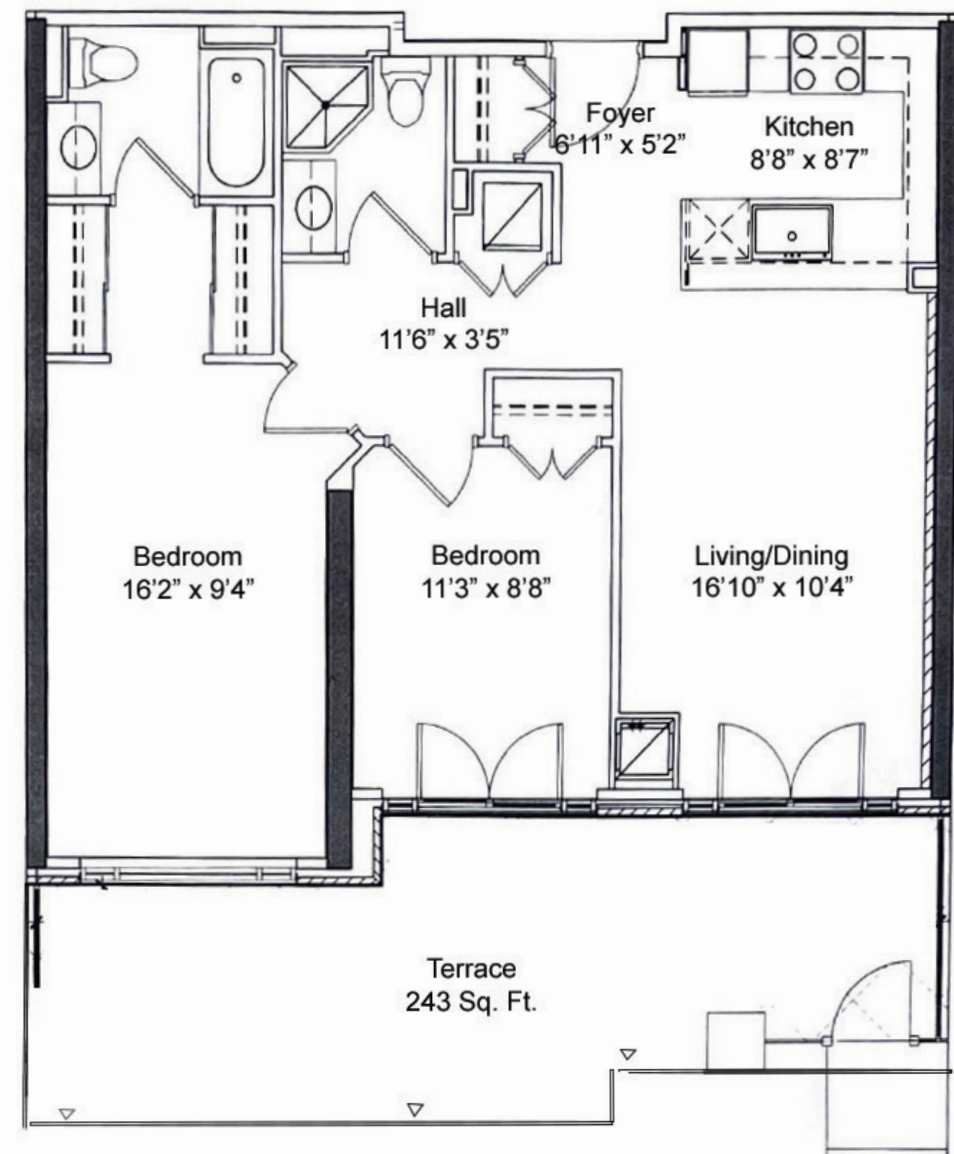 Foyer
6’11” x 5’2”
Kitchen
8’8” x 8’7”
Hall
11’6” x 3’5”
Bedroom
16’2” x 9’4”
Bedroom
11’3” x 8’8”
Living/Dining
16’10” x 10’4”
Terrace
243 Sq. Ft.